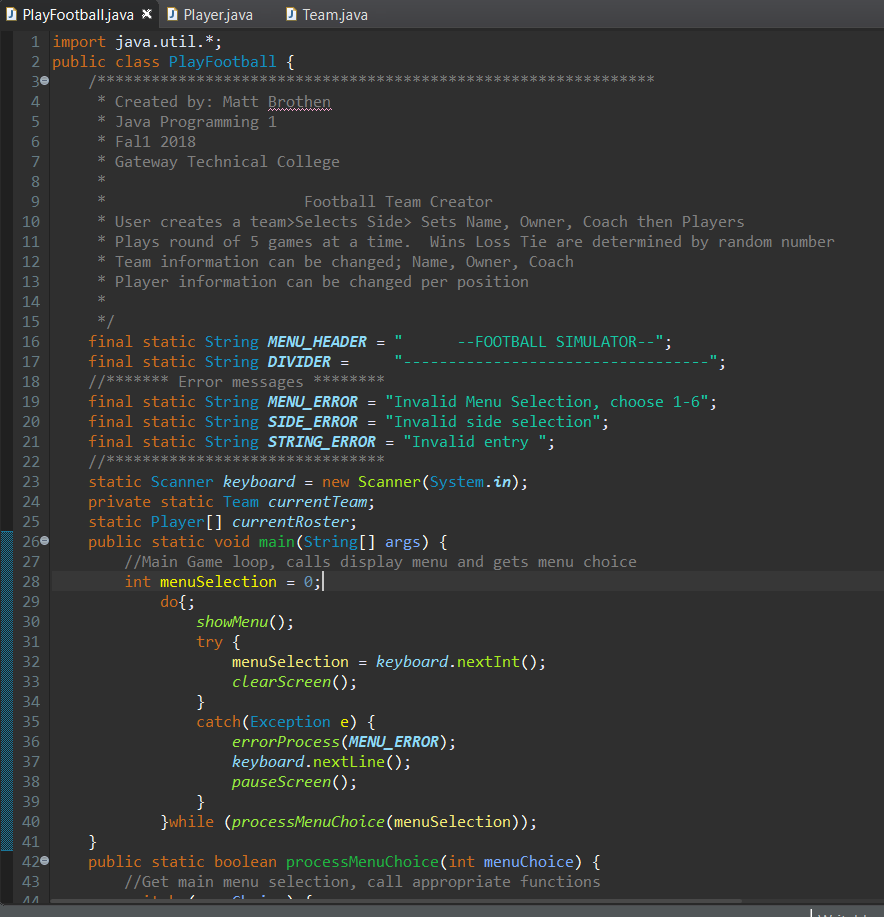 PlayFootball.java Player.java Team.java
1 import java.util.*;
2 public class PlayFootball {
3 /**************************************************************
4 * Created by: Matt Brothen
5 * Java Programming 1
6 * Fal1 2018
7 * Gateway Technical College
8 *
9 * Football Team Creator
10 * User creates a team>Selects Side> Sets Name, Owner, Coach then Players
11 * Plays round of 5 games at a time.  Wins Loss Tie are determined by random number
12 * Team information can be changed; Name, Owner, Coach
13 * Player information can be changed per position
14 *
15 */
16 final static String MENU_HEADER = "      --FOOTBALL SIMULATOR--";
17 final static String DIVIDER =     "----------------------------------";
18 //******* Error messages ********
19 final static String MENU_ERROR = "Invalid Menu Selection, choose 1-6";
20 final static String SIDE_ERROR = "Invalid side selection";
21 final static String STRING_ERROR = "Invalid entry ";
22 //*******************************
23 static Scanner keyboard = new Scanner(System.in);
24 private static Team currentTeam;
25 static Player[] currentRoster;
26 public static void main(String[] args) {
27 //Main Game loop, calls display menu and gets menu choice
28 int menuSelection = 0;
29 do{;
30 showMenu();
31 try {
32 menuSelection = keyboard.nextInt();
33 clearScreen();
34 }
35 catch(Exception e) {
36 errorProcess(MENU_ERROR);
37 keyboard.nextLine();
38 pauseScreen();
39 }
40 }while (processMenuChoice(menuSelection));
41 }
42 public static boolean processMenuChoice(int menuChoice) {
43 //Get main menu selection, call appropriate functions
44